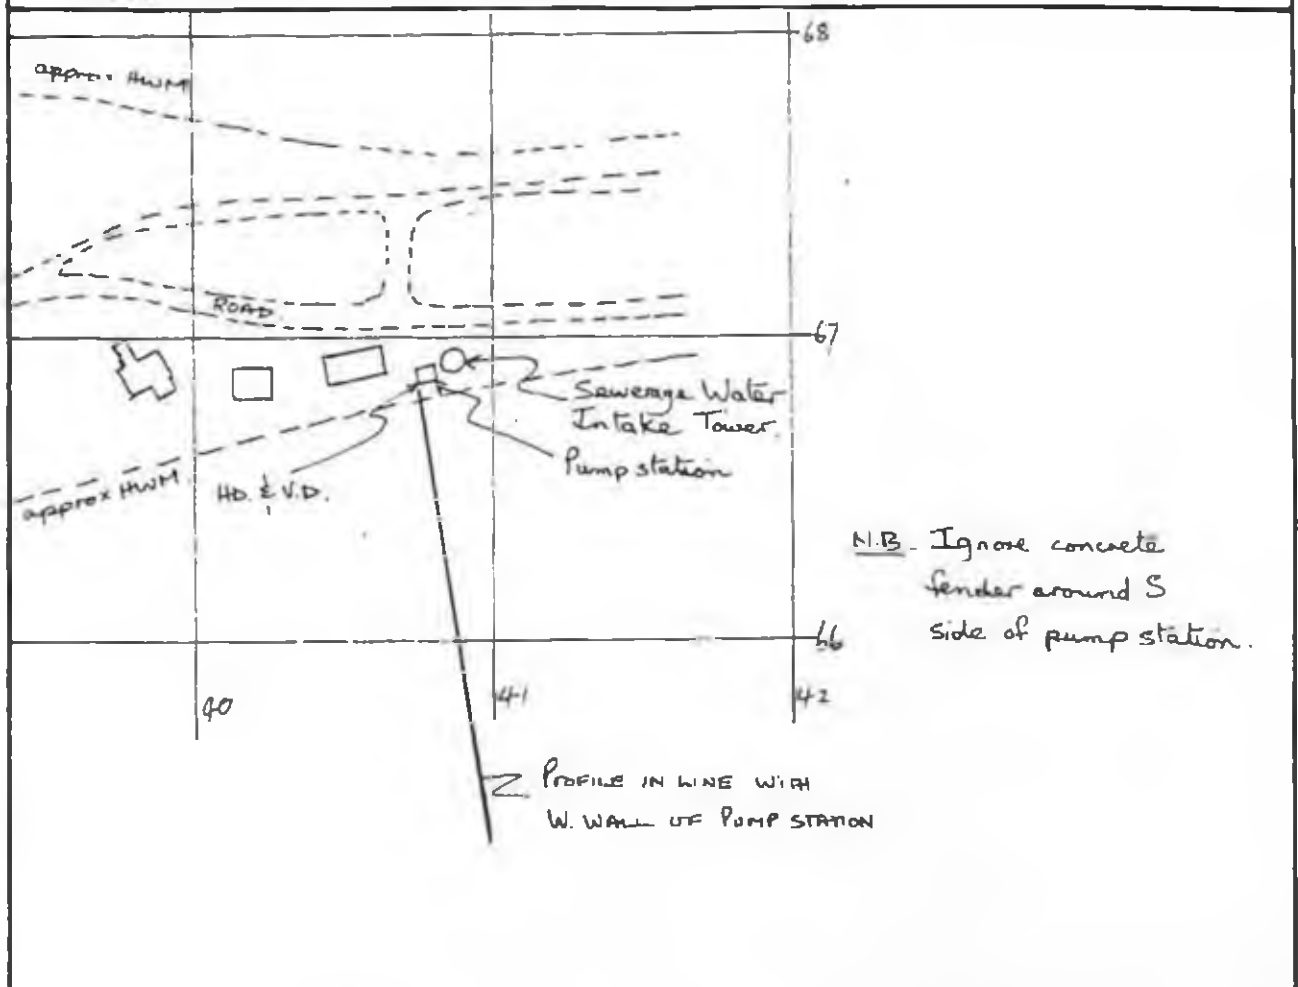 68
approx HWM
ROAD
67
Sewerage Water
Intake Tower.
Pump station
approx HWM
HD. & V.D.
N.B. Ignore concrete
fender around S
side of pump station.
66
40
41
42
PROFILE IN LINE WITH
W. WALL OF PUMP STATION